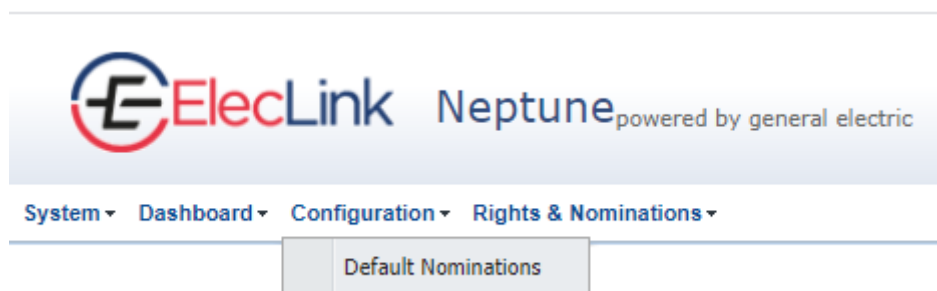 ElecLink Neptune powered by general electric
System Dashboard Configuration Rights & Nominations
Default Nominations